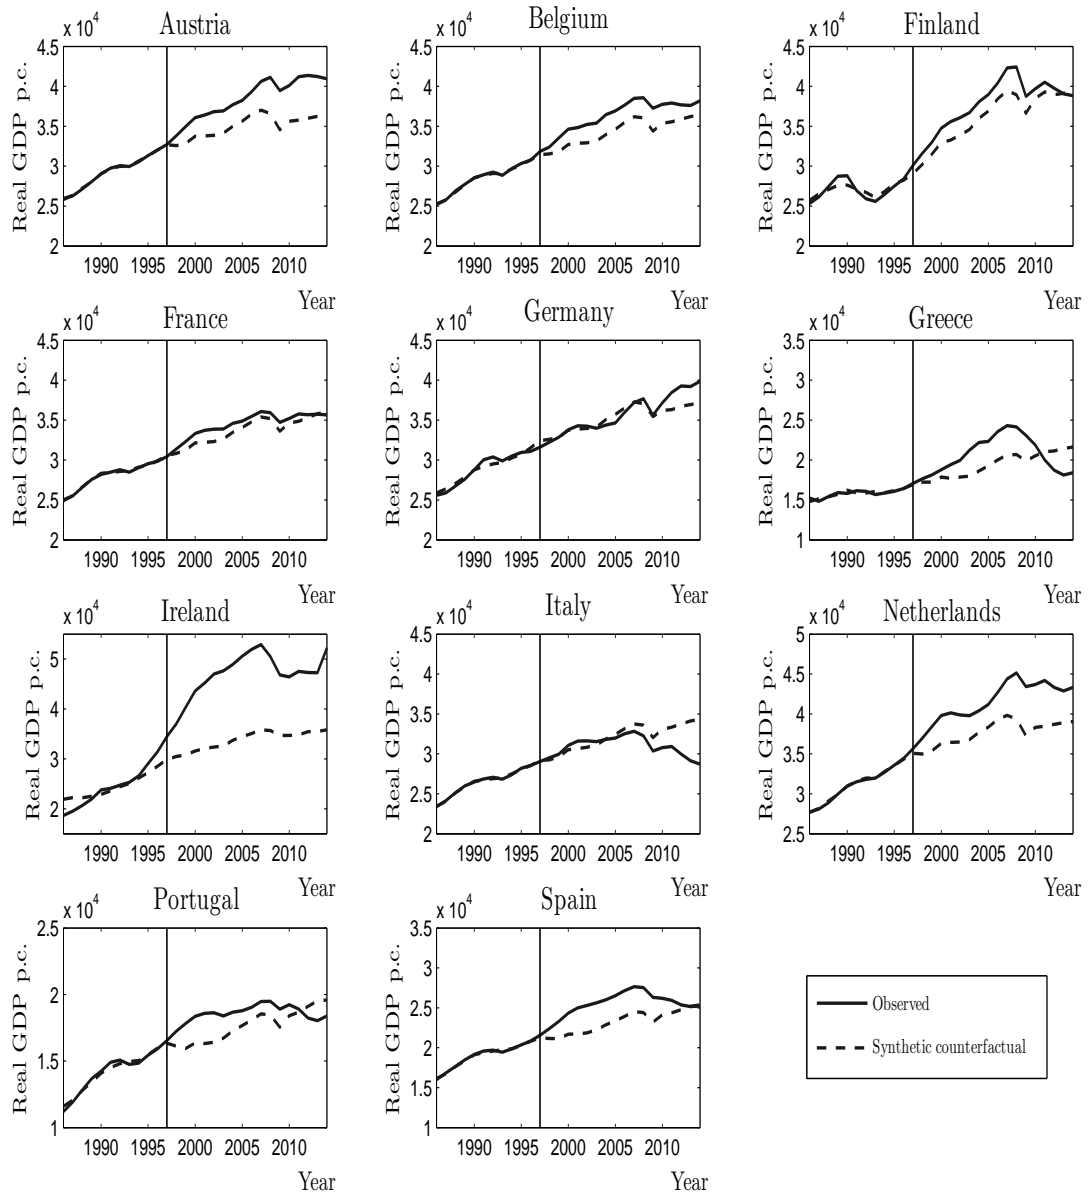 Austria
x 10^4
Real GDP p.c.
4.5
4
3.5
3
2.5
2
1990 1995 2000 2005 2010
Year
Belgium
x 10^4
Real GDP p.c.
4.5
4
3.5
3
2.5
2
1990 1995 2000 2005 2010
Year
Finland
x 10^4
Real GDP p.c.
4.5
4
3.5
3
2.5
2
1990 1995 2000 2005 2010
Year
France
x 10^4
Real GDP p.c.
4.5
4
3.5
3
2.5
2
1990 1995 2000 2005 2010
Year
Germany
x 10^4
Real GDP p.c.
4.5
4
3.5
3
2.5
2
1990 1995 2000 2005 2010
Year
Greece
x 10^4
Real GDP p.c.
3.5
3
2.5
2
1.5
1
1990 1995 2000 2005 2010
Year
Ireland
x 10^4
Real GDP p.c.
5
4
3
2
1990 1995 2000 2005 2010
Year
Italy
x 10^4
Real GDP p.c.
4.5
4
3.5
3
2.5
2
1990 1995 2000 2005 2010
Year
Netherlands
x 10^4
Real GDP p.c.
5
4.5
4
3.5
3
2.5
1990 1995 2000 2005 2010
Year
Portugal
x 10^4
Real GDP p.c.
2.5
2
1.5
1
1990 1995 2000 2005 2010
Year
Spain
x 10^4
Real GDP p.c.
3.5
3
2.5
2
1.5
1
1990 1995 2000 2005 2010
Year
Observed
Synthetic counterfactual